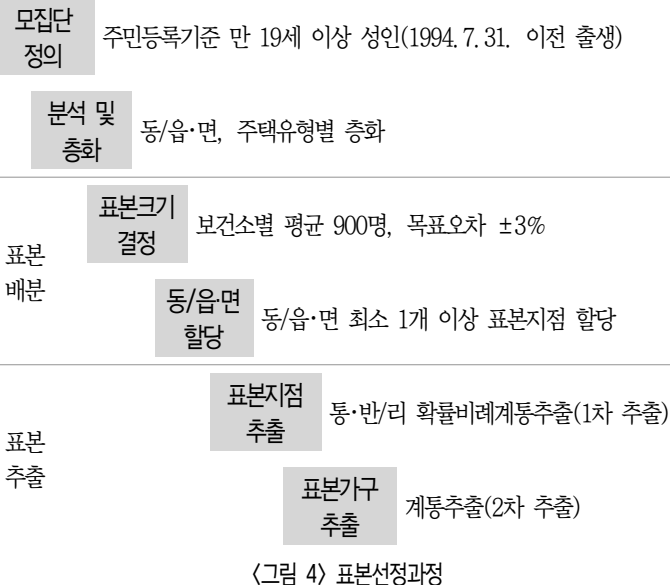 모집단
정의
주민등록기준 만 19세 이상 성인(1994.7.31. 이전 출생)
분석 및
층화
동/읍·면, 주택유형별 층화
표본
배분
표본크기
결정
보건소별 평균 900명, 목표오차 ±3%
동/읍·면
할당
동/읍·면 최소 1개 이상 표본지점 할당
표본
추출
표본지점
추출
통·반/리 확률비례계통추출(1차 추출)
표본가구
추출
계통추출(2차 추출)
〈그림 4〉 표본선정과정